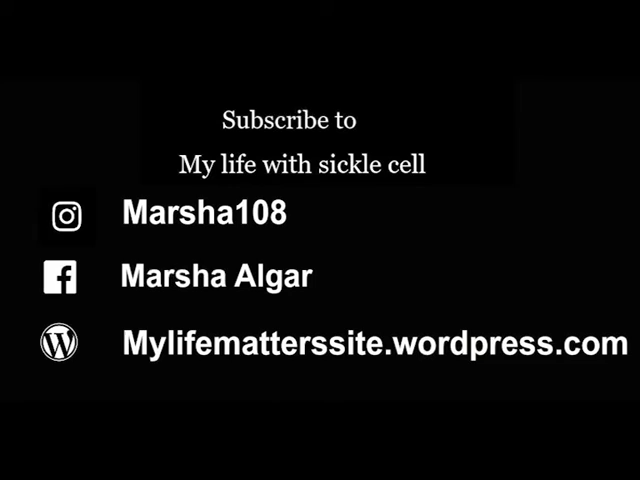 Subscribe to
My life with sickle cell
Marsha108
Marsha Algar
Mylifematterssite.wordpress.com